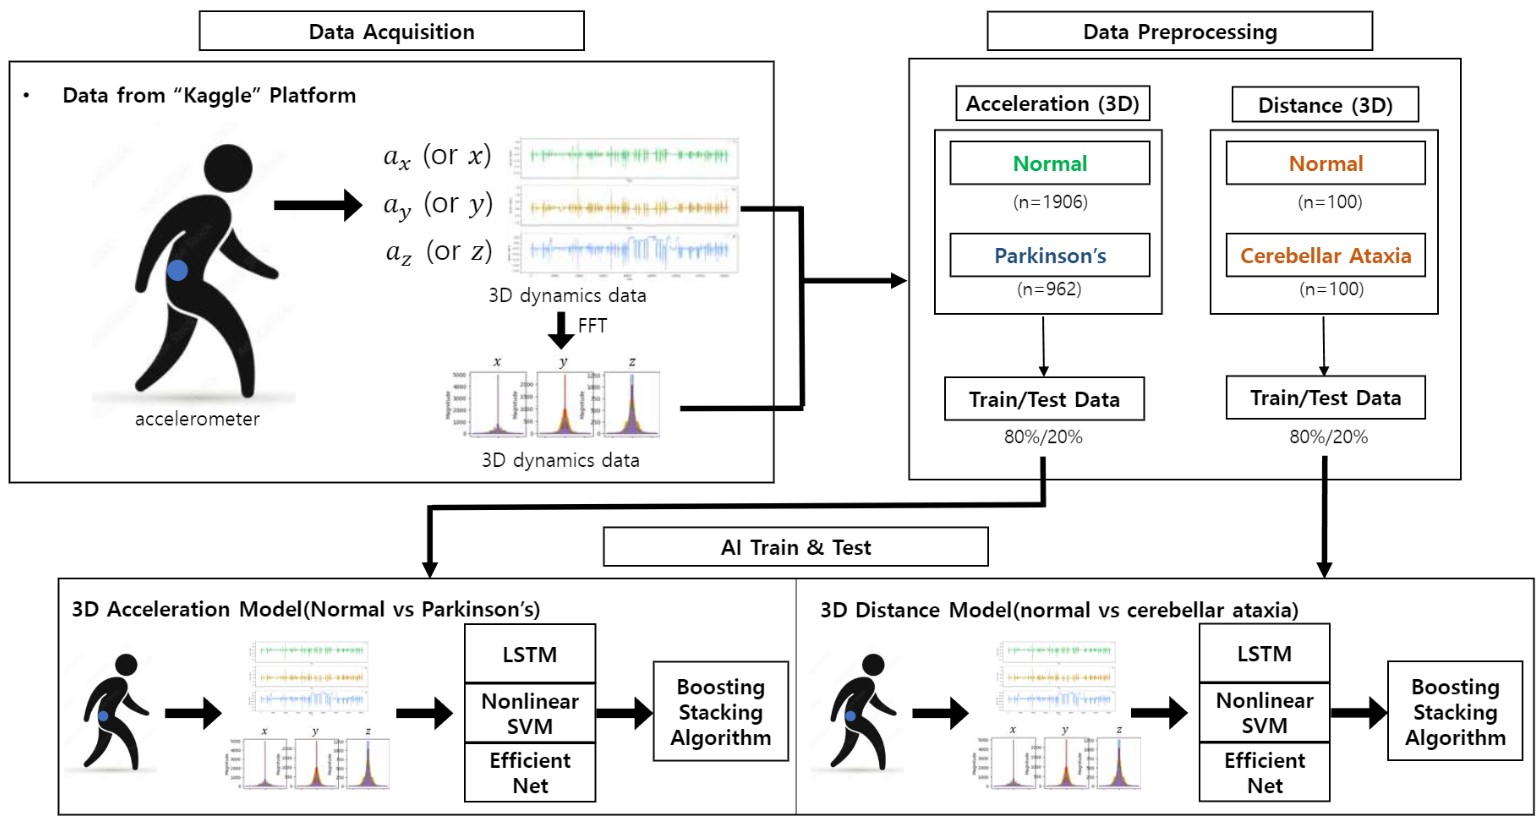 Data Acquisition
• Data from “Kaggle” Platform
accelerometer
aₓ (or x)
a_y (or y)
a_z (or z)
3D dynamics data
FFT
x y z
Magnitude Magnitude Magnitude
3D dynamics data
Data Preprocessing
Acceleration (3D)
Normal
(n=1906)
Parkinson’s
(n=962)
Train/Test Data
80%/20%
Distance (3D)
Normal
(n=100)
Cerebellar Ataxia
(n=100)
Train/Test Data
80%/20%
AI Train & Test
3D Acceleration Model(Normal vs Parkinson’s)
x y z
LSTM
Nonlinear
SVM
Efficient
Net
Boosting
Stacking
Algorithm
3D Distance Model(normal vs cerebellar ataxia)
x y z
LSTM
Nonlinear
SVM
Efficient
Net
Boosting
Stacking
Algorithm